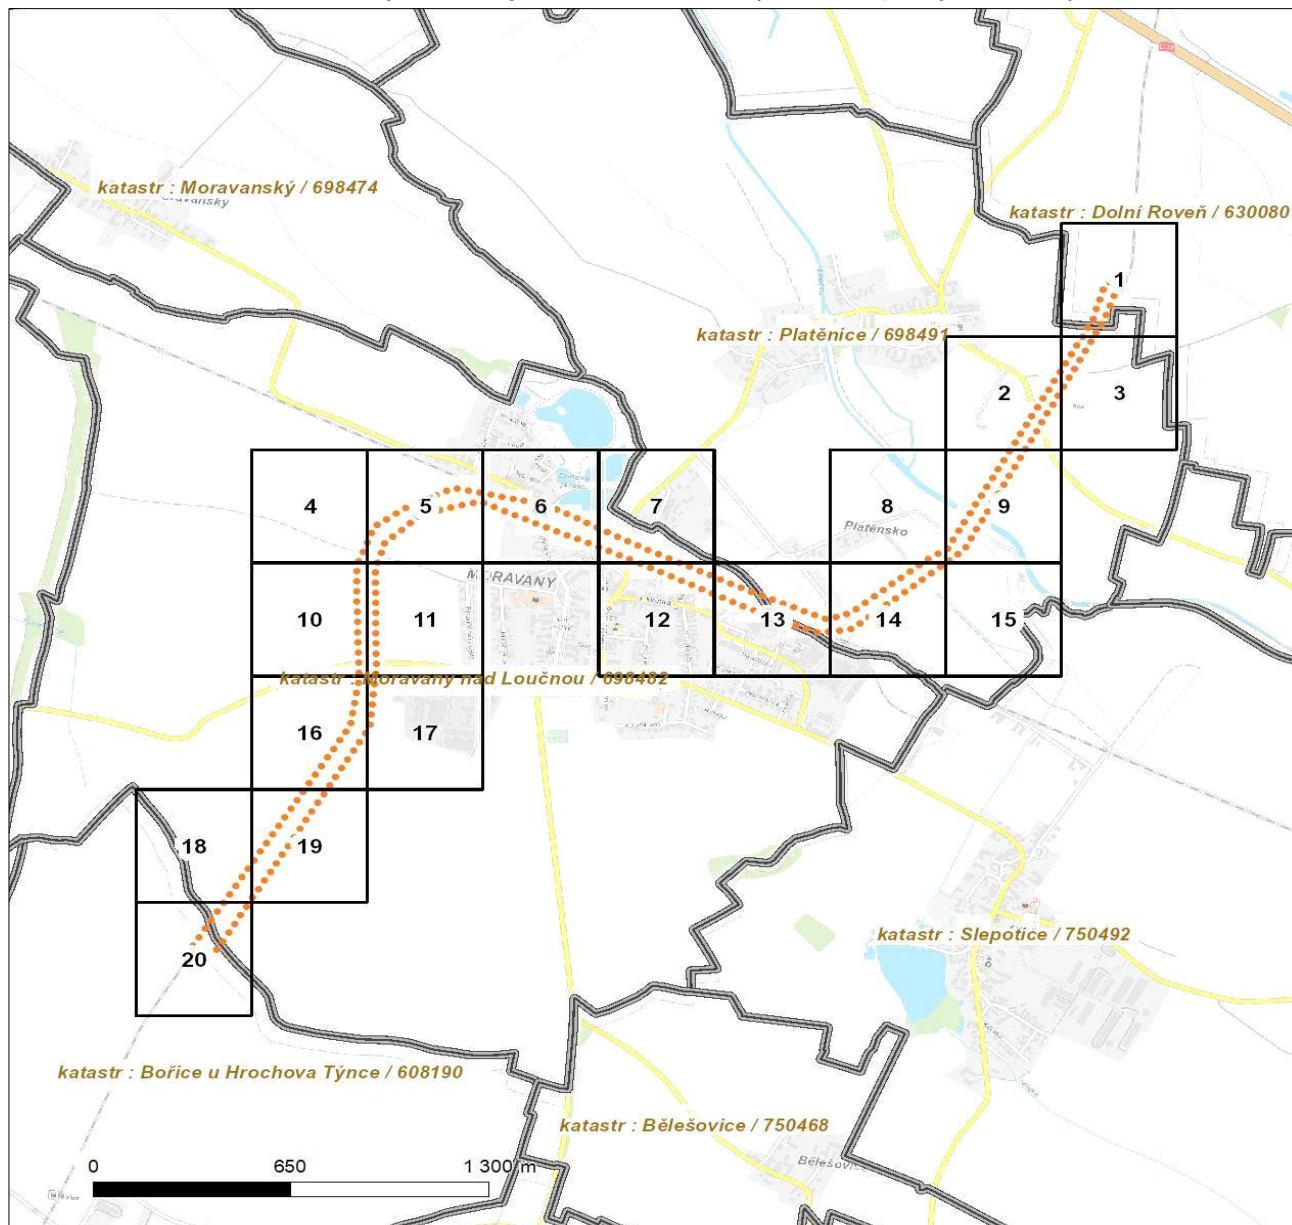 katastr : Moravanský / 698474
katastr : Dolní Roveň / 630080
1
katastr : Platěnice / 698491
2
3
4
5
6
7
8
9
Platěnsko
MORAVANY
10
11
12
13
14
15
katastr : Moravany nad Loučnou / 698482
16
17
18
19
katastr : Slepotice / 750492
20
katastr : Bořice u Hrochova Týnce / 608190
katastr : Bělešovice / 750468
0
650
1 300 m